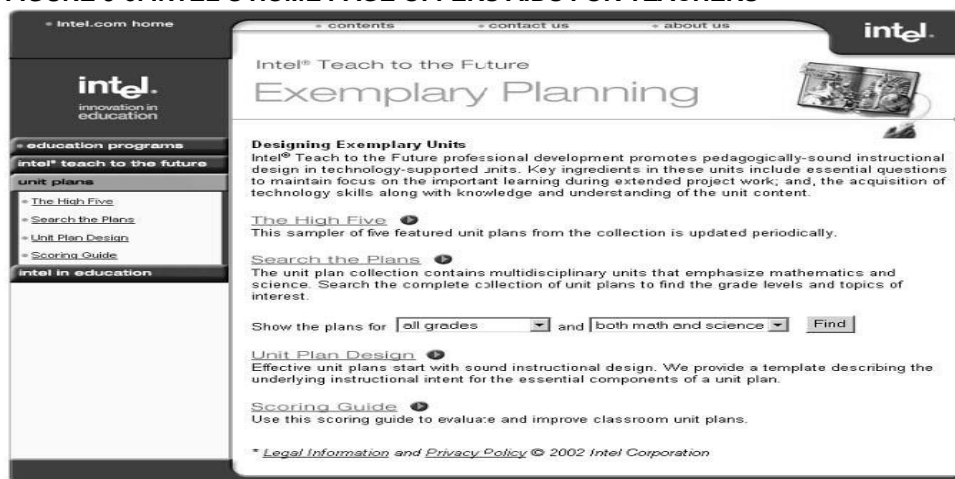 Intel.com home
contents
contact us
about us
intel.
intel.
innovation in
education
education programs
intel® teach to the future
unit plans
The High Five
Search the Plans
Unit Plan Design
Scoring Guide
intel in education
Intel® Teach to the Future
Exemplary Planning
Designing Exemplary Units
Intel® Teach to the Future professional development promotes pedagogically-sound instructional
design in technology-supported units. Key ingredients in these units include essential questions
to maintain focus on the important learning during extended project work; and, the acquisition of
technology skills along with knowledge and understanding of the unit content.
The High Five
This sampler of five featured unit plans from the collection is updated periodically.
Search the Plans
The unit plan collection contains multidisciplinary units that emphasize mathematics and
science. Search the complete collection of unit plans to find the grade levels and topics of
interest.
Show the plans for all grades and both math and science Find
Unit Plan Design
Effective unit plans start with sound instructional design. We provide a template describing the
underlying instructional intent for the essential components of a unit plan.
Scoring Guide
Use this scoring guide to evaluate and improve classroom unit plans.
* Legal Information and Privacy Policy © 2002 Intel Corporation